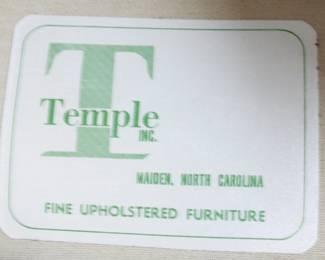 T
Temple
INC.
MAIDEN, NORTH CAROLINA
FINE UPHOLSTERED FURNITURE